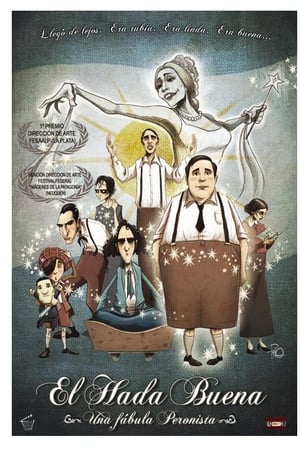 Llegó de lejos. Era rubia. Era linda. Era buena...
1º PREMIO
DIRECCIÓN DE ARTE
FESAALP (LA PLATA)
MENCIÓN DIRECCIÓN DE ARTE
FESTIVAL FEDERAL
"IMÁGENES DE LA PATAGONIA"
(NEUQUÉN)
El Hada Buena
Una fábula Peronista